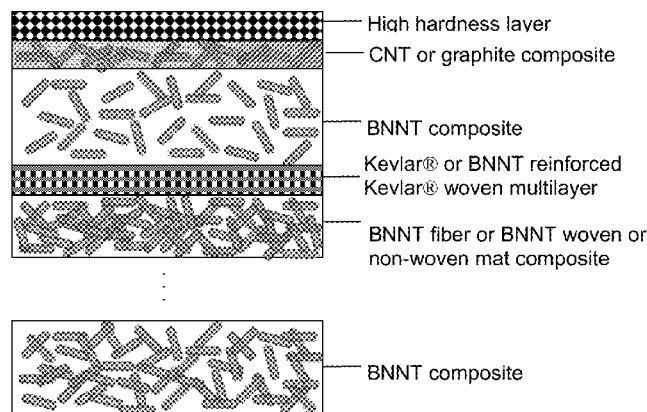 High hardness layer
CNT or graphite composite
BNNT composite
Kevlar® or BNNT reinforced
Kevlar® woven multilayer
BNNT fiber or BNNT woven or
non-woven mat composite
BNNT composite